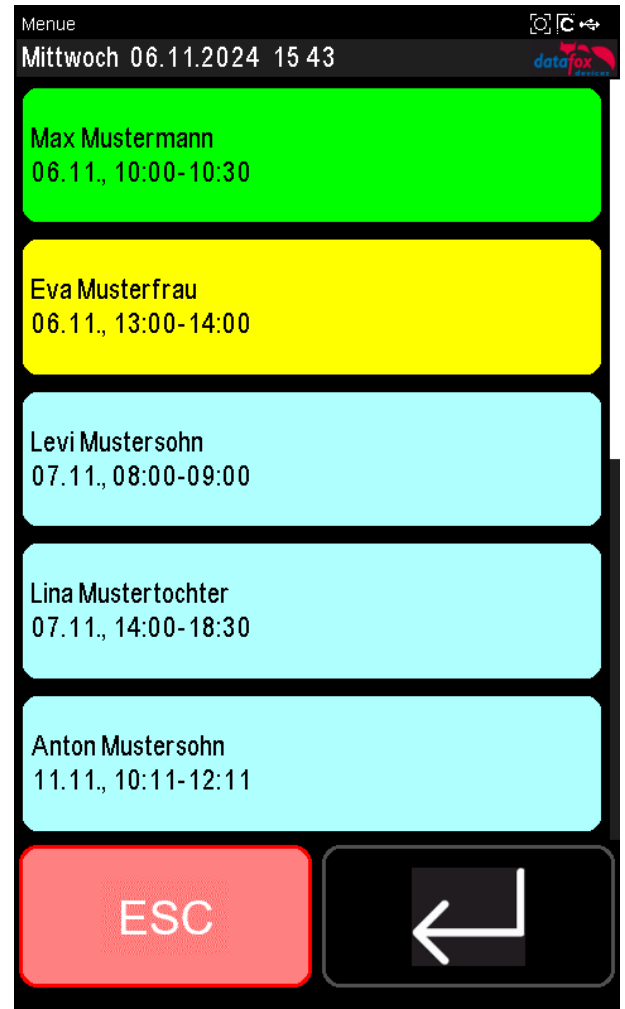 Menue
Mittwoch 06.11.2024 15 43
datafox
devices
Max Mustermann
06.11., 10:00-10:30
Eva Musterfrau
06.11., 13:00-14:00
Levi Mustersohn
07.11., 08:00-09:00
Lina Mustertochter
07.11., 14:00-18:30
Anton Mustersohn
11.11., 10:11-12:11
ESC